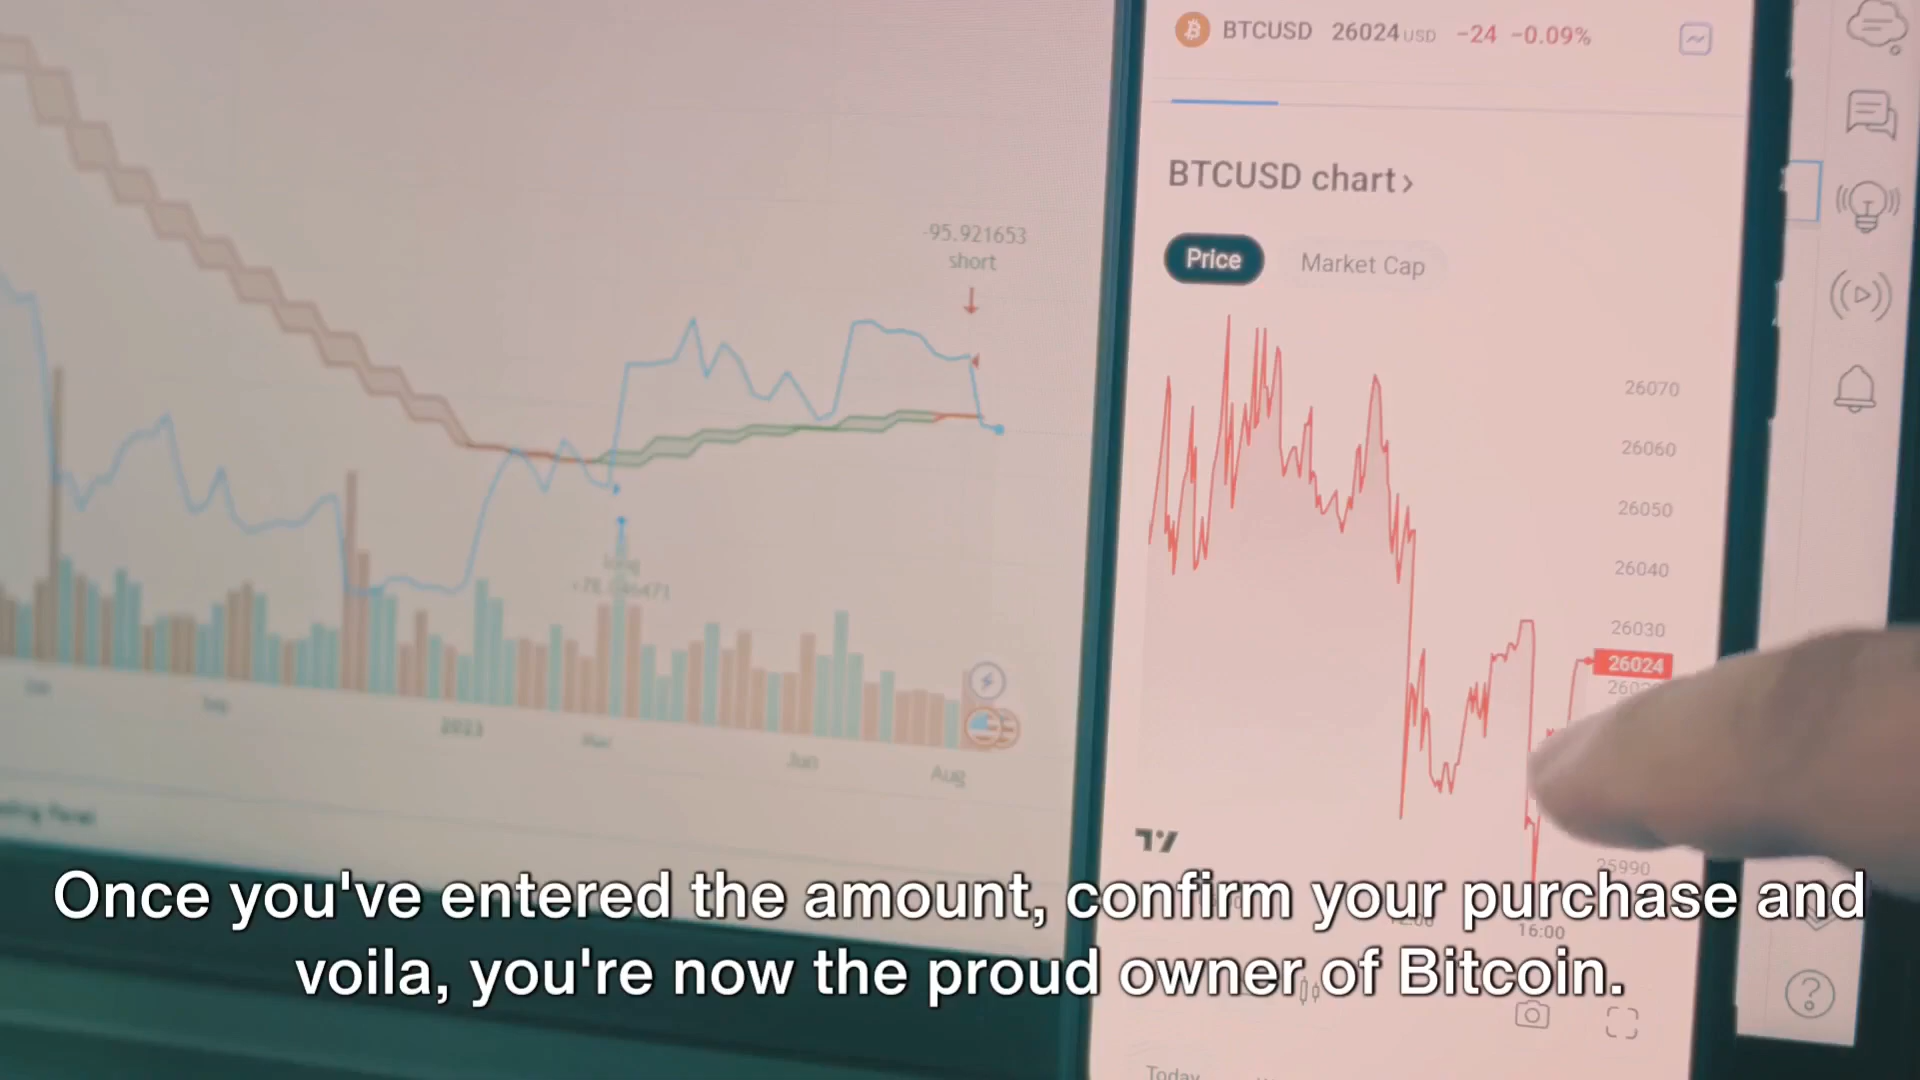 BTCUSD 26024 USD −24 −0.09%
BTCUSD chart ›
Price
Market Cap
-95.921653
short
26070
26060
26050
26040
26030
26024
25990
16:00
2023
Mar
Jun
Aug
Once you've entered the amount, confirm your purchase and
voila, you're now the proud owner of Bitcoin.
Today